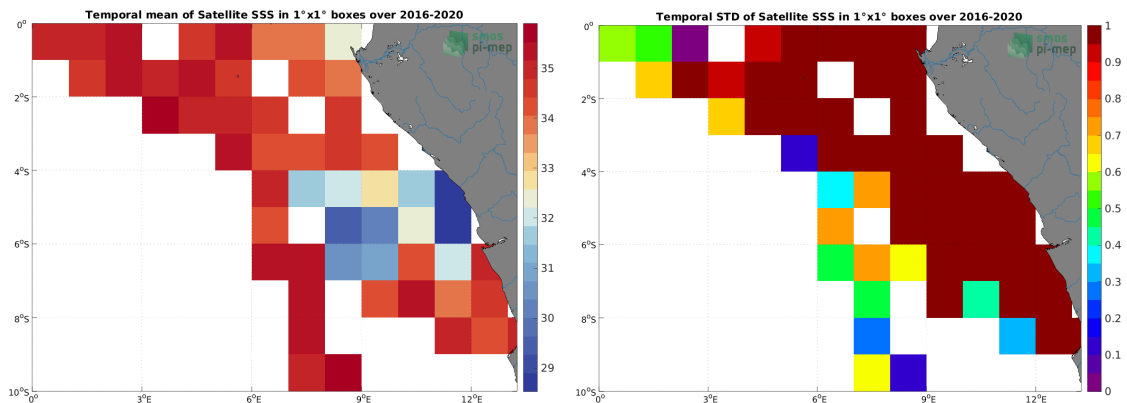 Temporal mean of Satellite SSS in 1°x1° boxes over 2016-2020
0°
2°S
4°S
6°S
8°S
10°S
0°
3°E
6°E
9°E
12°E
smos
pi-mep
35
34
33
32
31
30
29
Temporal STD of Satellite SSS in 1°x1° boxes over 2016-2020
0°
2°S
4°S
6°S
8°S
10°S
0°
3°E
6°E
9°E
12°E
smos
pi-mep
1
0.9
0.8
0.7
0.6
0.5
0.4
0.3
0.2
0.1
0